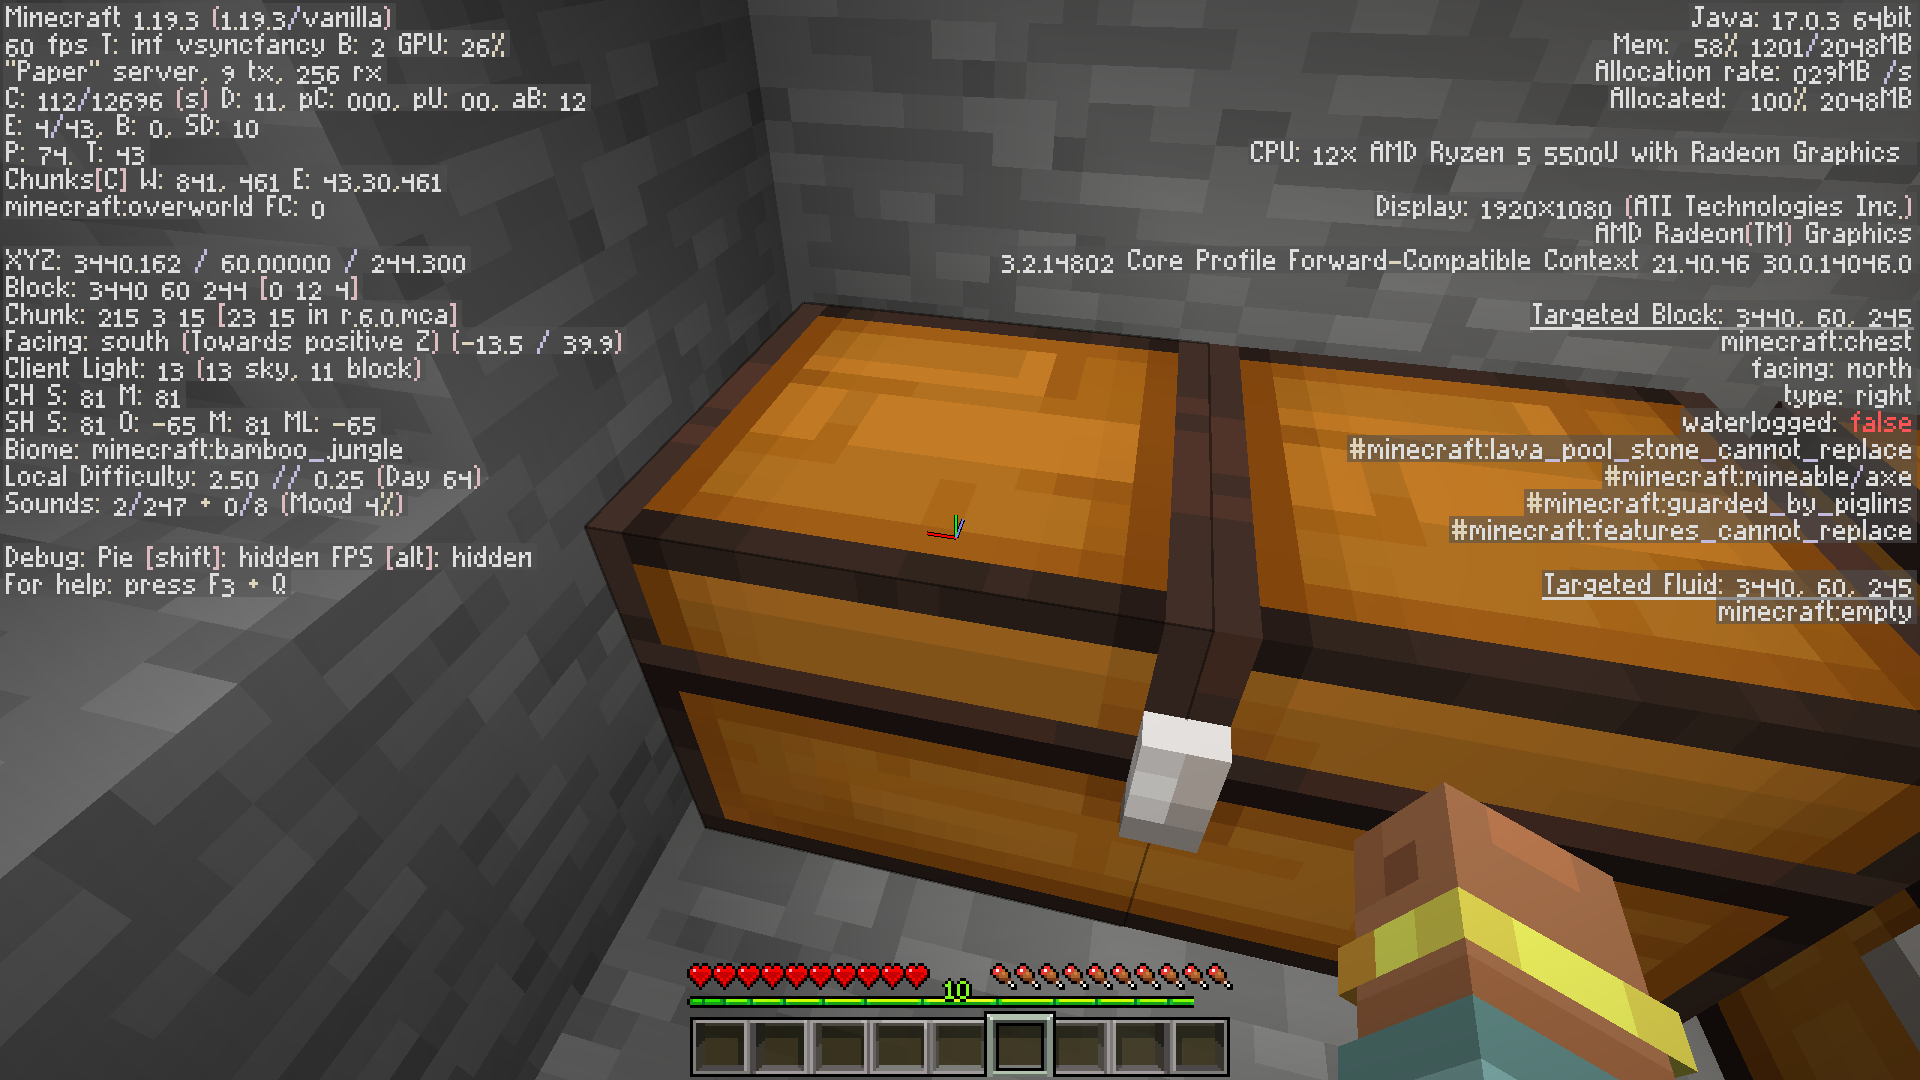 Minecraft 1.19.3 (1.19.3/vanilla)
60 fps T: inf vsyncfancy B: 2 GPU: 26%
"Paper" server, 9 tx, 256 rx
C: 112/12696 (s) D: 11, pC: 000, pU: 00, aB: 12
E: 4/43, B: 0, SD: 10
P: 74. T: 43
Chunks[C] W: 841, 461 E: 43,30,461
minecraft:overworld FC: 0
XYZ: 3440.162 / 60.00000 / 244.300
Block: 3440 60 244 [0 12 4]
Chunk: 215 3 15 [23 15 in r.6.0.mca]
Facing: south (Towards positive Z) (-13.5 / 39.9)
Client Light: 13 (13 sky, 11 block)
CH S: 81 M: 81
SH S: 81 O: -65 M: 81 ML: -65
Biome: minecraft:bamboo_jungle
Local Difficulty: 2.50 // 0.25 (Day 64)
Sounds: 2/247 + 0/8 (Mood 4%)
Debug: Pie [shift]: hidden FPS [alt]: hidden
For help: press F3 + Q
Java: 17.0.3 64bit
Mem: 58% 1201/2048MB
Allocation rate: 029MB /s
Allocated: 100% 2048MB
CPU: 12x AMD Ryzen 5 5500U with Radeon Graphics
Display: 1920x1080 (ATI Technologies Inc.)
AMD Radeon(TM) Graphics
3.2.14802 Core Profile Forward-Compatible Context 21.40.46 30.0.14046.0
Targeted Block: 3440, 60, 245
minecraft:chest
facing: north
type: right
waterlogged: false
#minecraft:lava_pool_stone_cannot_replace
#minecraft:mineable/axe
#minecraft:guarded_by_piglins
#minecraft:features_cannot_replace
Targeted Fluid: 3440, 60, 245
minecraft:empty
10